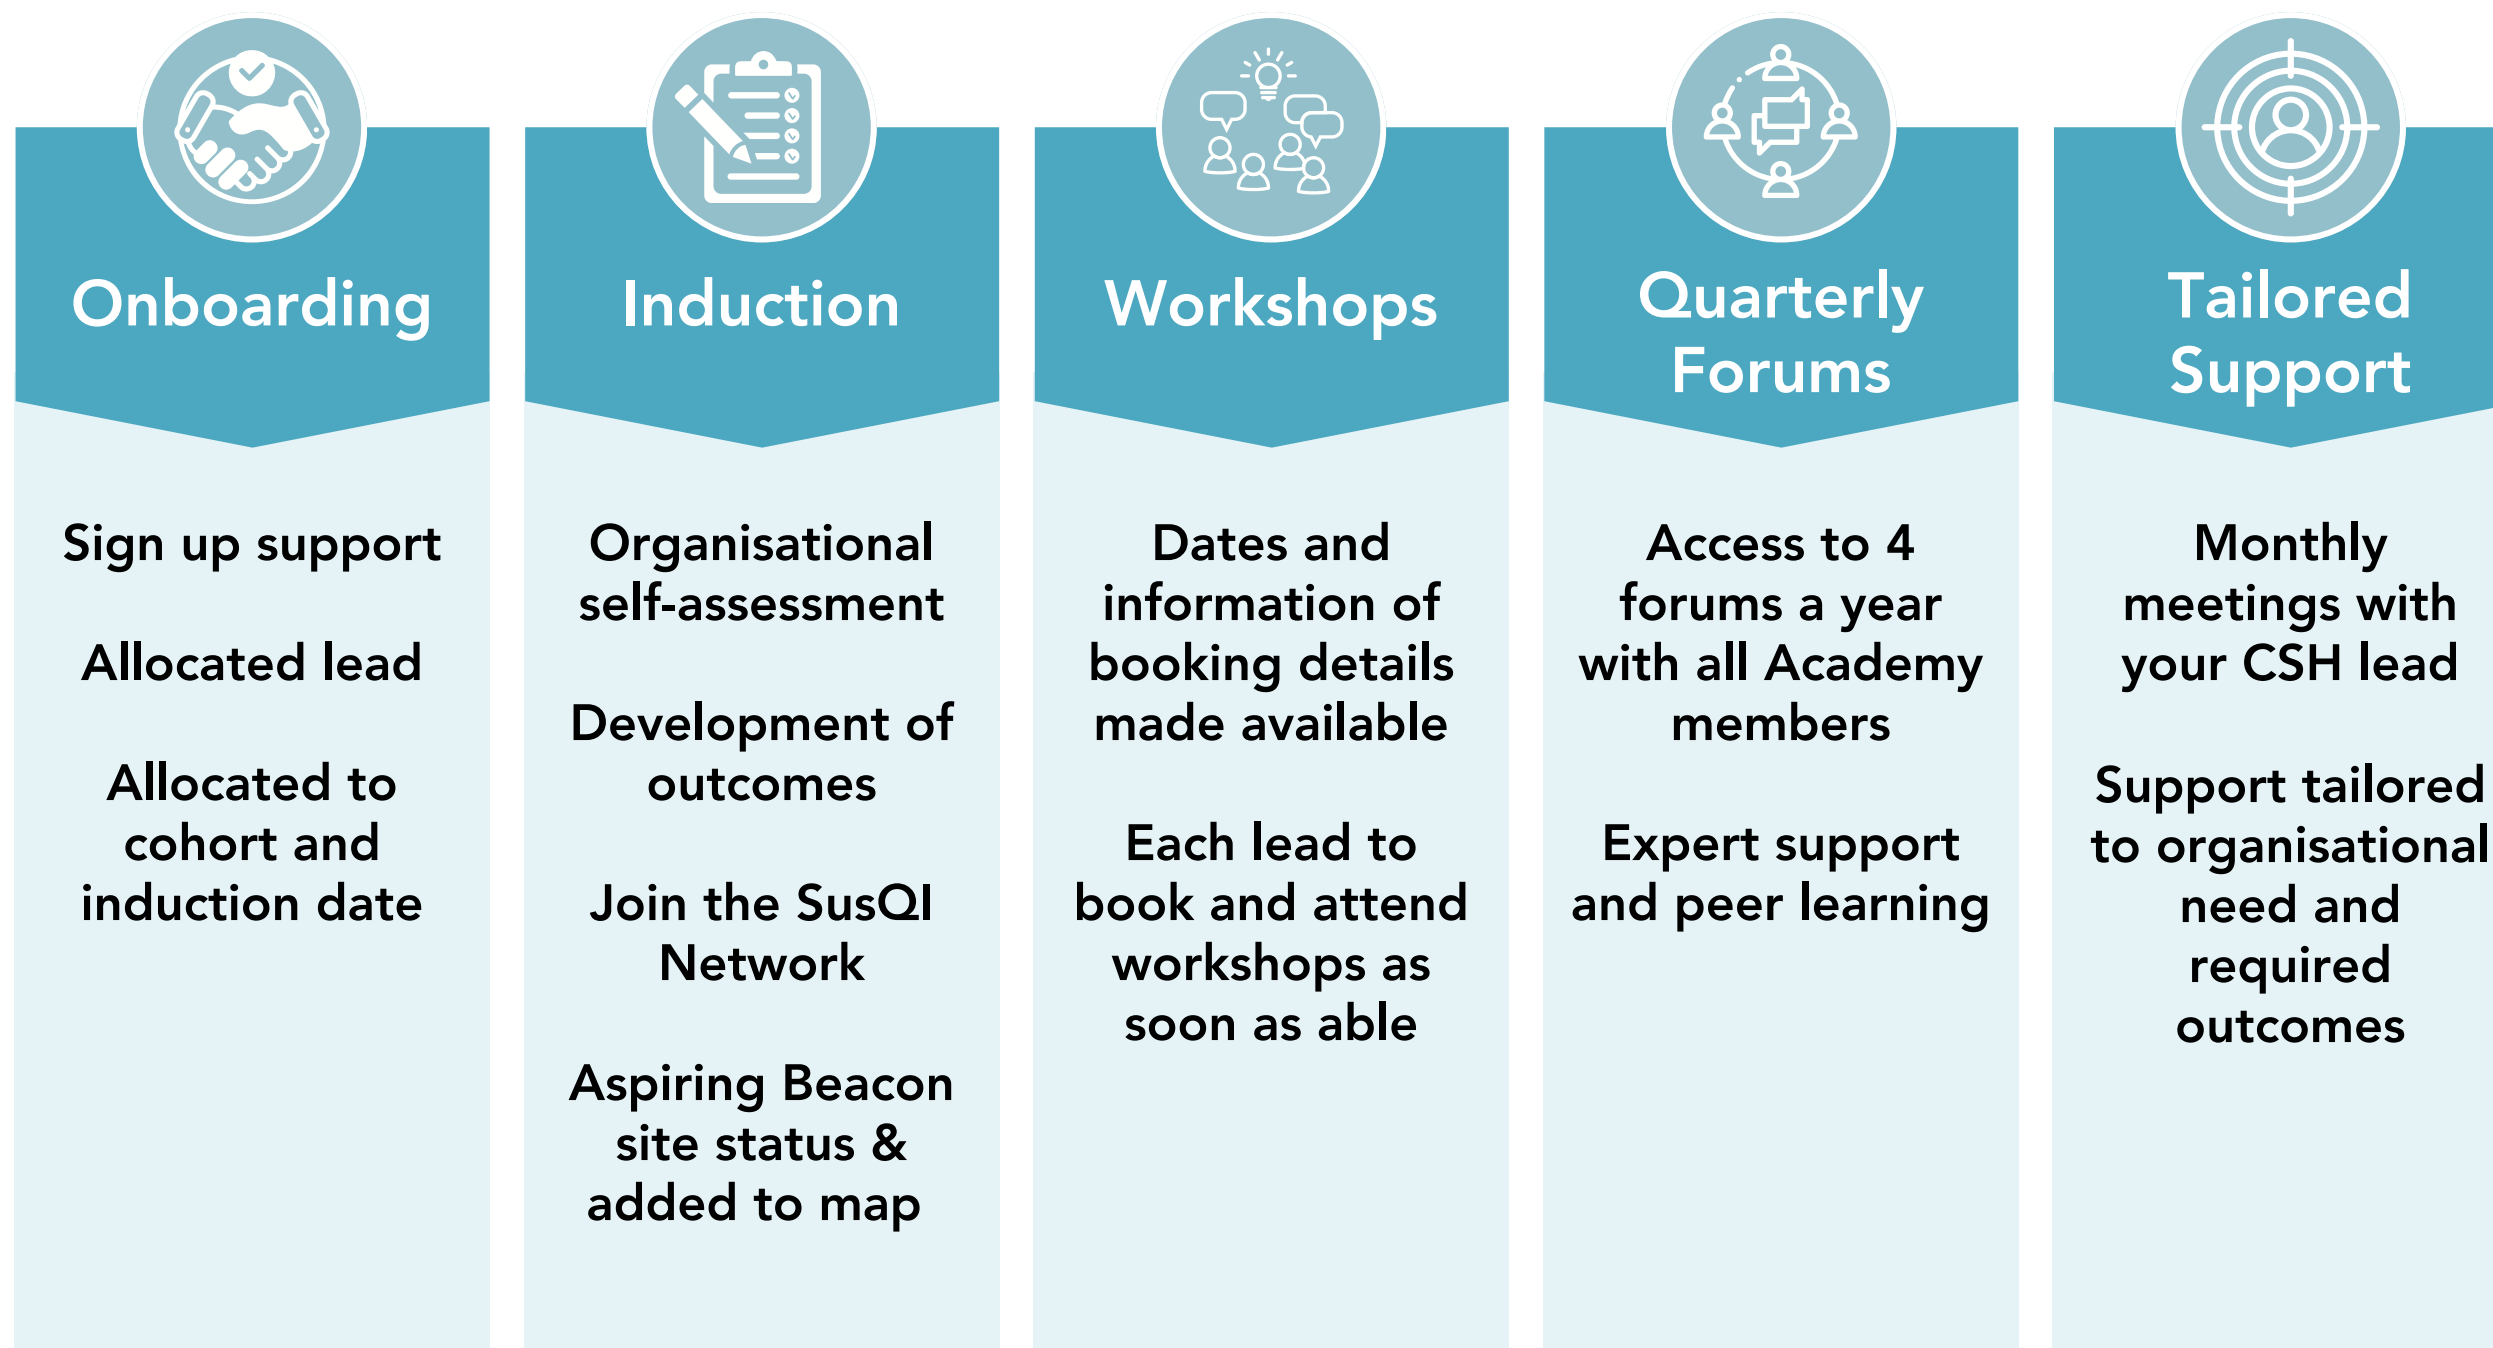 Onboarding
Sign up support
Allocated lead
Allocated to
cohort and
induction date
Induction
Organisational
self-assessment
Development of
outcomes
Join the SusQI
Network
Aspiring Beacon
site status &
added to map
Workshops
Dates and
information of
booking details
made available
Each lead to
book and attend
workshops as
soon as able
Quarterly
Forums
Access to 4
forums a year
with all Academy
members
Expert support
and peer learning
Tailored
Support
Monthly
meetings with
your CSH lead
Support tailored
to organisational
need and
required
outcomes